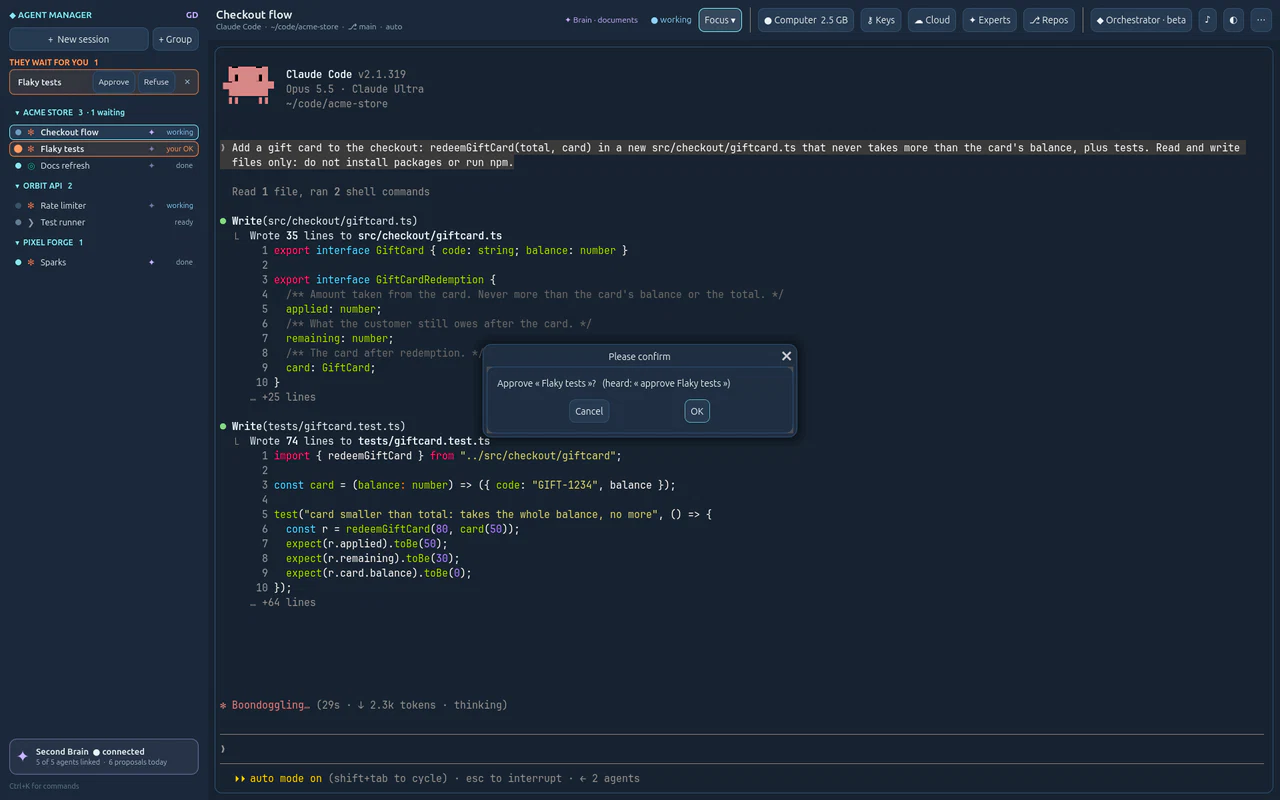 ◆ AGENT MANAGER GD
+ New session + Group
THEY WAIT FOR YOU 1
Flaky tests Approve Refuse ×
▾ ACME STORE 3 · 1 waiting
✻ Checkout flow ✦ working
✻ Flaky tests ✦ your OK
Docs refresh ✦ done
▾ ORBIT API 2
✻ Rate limiter ✦ working
❯ Test runner ready
▾ PIXEL FORGE 1
✻ Sparks ✦ done
✦ Second Brain ● connected
5 of 5 agents linked · 6 proposals today
Ctrl+K for commands
Checkout flow
Claude Code · ~/code/acme-store · ⎇ main · auto
✦ Brain · documents ● working Focus ▾ ● Computer 2.5 GB ⚷ Keys ☁ Cloud ✦ Experts ⎇ Repos ◆ Orchestrator · beta ♪ ◐ ⋯
Claude Code v2.1.319
Opus 5.5 · Claude Ultra
~/code/acme-store
❯ Add a gift card to the checkout: redeemGiftCard(total, card) in a new src/checkout/giftcard.ts that never takes more than the card's balance, plus tests. Read and write
files only: do not install packages or run npm.
Read 1 file, ran 2 shell commands
● Write(src/checkout/giftcard.ts)
└ Wrote 35 lines to src/checkout/giftcard.ts
1 export interface GiftCard { code: string; balance: number }
2
3 export interface GiftCardRedemption {
4 /** Amount taken from the card. Never more than the card's balance or the total. */
5 applied: number;
6 /** What the customer still owes after the card. */
7 remaining: number;
8 /** The card after redemption. */
9 card: GiftCard;
10 }
… +25 lines
Please confirm ✕
Approve « Flaky tests »? (heard: « approve Flaky tests »)
Cancel OK
● Write(tests/giftcard.test.ts)
└ Wrote 74 lines to tests/giftcard.test.ts
1 import { redeemGiftCard } from "../src/checkout/giftcard";
2
3 const card = (balance: number) => ({ code: "GIFT-1234", balance });
4
5 test("card smaller than total: takes the whole balance, no more", () => {
6 const r = redeemGiftCard(80, card(50));
7 expect(r.applied).toBe(50);
8 expect(r.remaining).toBe(30);
9 expect(r.card.balance).toBe(0);
10 });
… +64 lines
✻ Boondoggling… (29s · ↓ 2.3k tokens · thinking)
❯
⏵⏵ auto mode on (shift+tab to cycle) · esc to interrupt · ← 2 agents